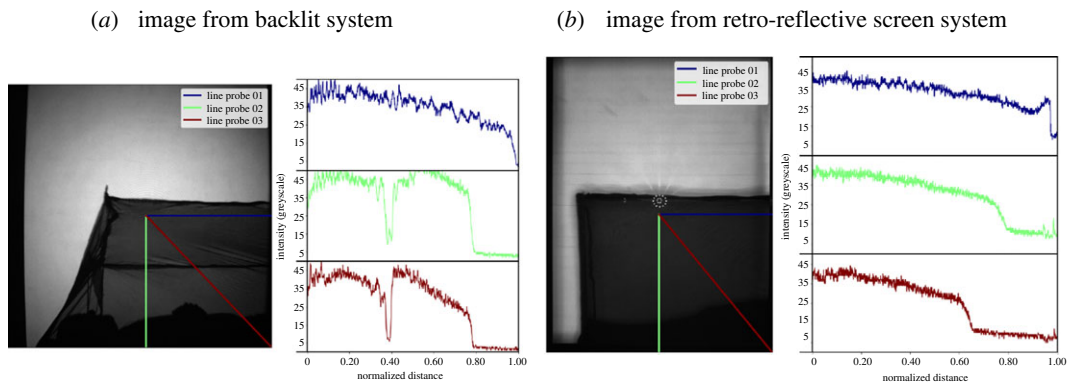 (a) image from backlit system
line probe 01
line probe 02
line probe 03
45
35
25
15
5
45
35
25
15
5
45
35
25
15
5
intensity (greyscale)
0 0.20 0.40 0.60 0.80 1.00
normalized distance
(b) image from retro-reflective screen system
line probe 01
line probe 02
line probe 03
45
35
25
15
5
45
35
25
15
5
45
35
25
15
5
intensity (greyscale)
0 0.20 0.40 0.60 0.80 1.00
normalized distance